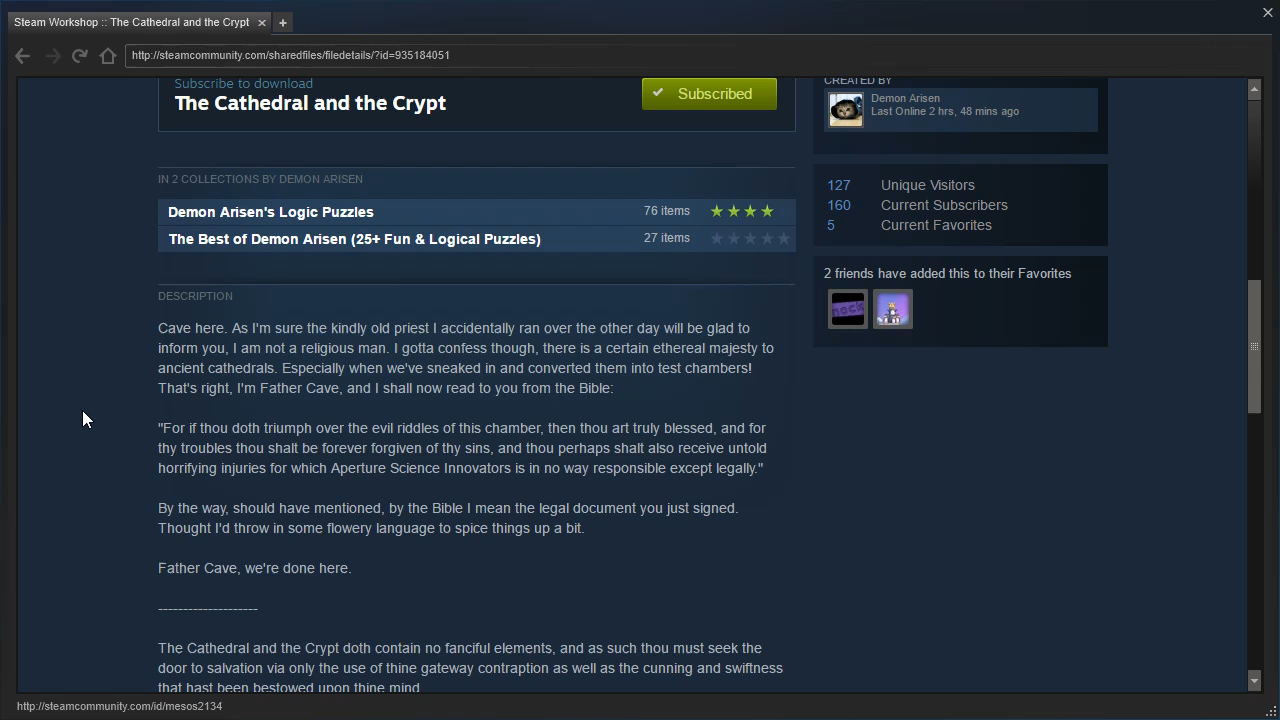 Steam Workshop :: The Cathedral and the Crypt
http://steamcommunity.com/sharedfiles/filedetails/?id=935184051
Subscribe to download
The Cathedral and the Crypt
Subscribed
CREATED BY
Demon Arisen
Last Online 2 hrs, 48 mins ago
IN 2 COLLECTIONS BY DEMON ARISEN
Demon Arisen's Logic Puzzles 76 items
The Best of Demon Arisen (25+ Fun & Logical Puzzles) 27 items
127 Unique Visitors
160 Current Subscribers
5 Current Favorites
2 friends have added this to their Favorites
nock
DESCRIPTION
Cave here. As I'm sure the kindly old priest I accidentally ran over the other day will be glad to
inform you, I am not a religious man. I gotta confess though, there is a certain ethereal majesty to
ancient cathedrals. Especially when we've sneaked in and converted them into test chambers!
That's right, I'm Father Cave, and I shall now read to you from the Bible:
"For if thou doth triumph over the evil riddles of this chamber, then thou art truly blessed, and for
thy troubles thou shalt be forever forgiven of thy sins, and thou perhaps shalt also receive untold
horrifying injuries for which Aperture Science Innovators is in no way responsible except legally."
By the way, should have mentioned, by the Bible I mean the legal document you just signed.
Thought I'd throw in some flowery language to spice things up a bit.
Father Cave, we're done here.
--------------------
The Cathedral and the Crypt doth contain no fanciful elements, and as such thou must seek the
door to salvation via only the use of thine gateway contraption as well as the cunning and swiftness
that hast been bestowed upon thine mind
http://steamcommunity.com/id/mesos2134